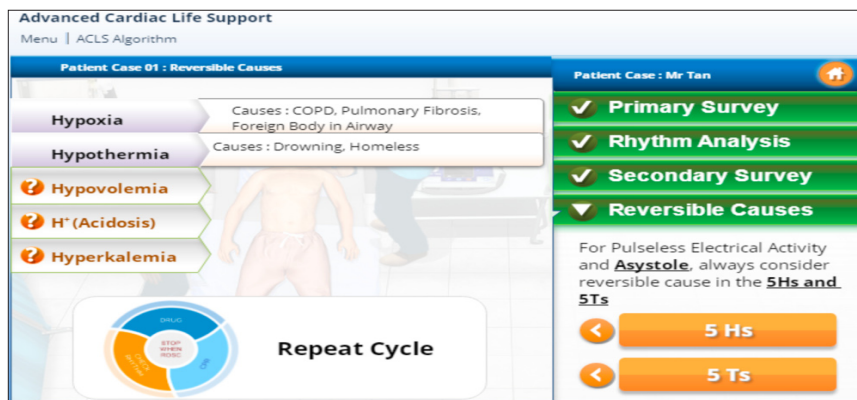 Advanced Cardiac Life Support
Menu | ACLS Algorithm
Patient Case 01 : Reversible Causes
Hypoxia
Causes : COPD, Pulmonary Fibrosis,
Foreign Body in Airway
Hypothermia
Causes : Drowning, Homeless
? Hypovolemia
? H⁺ (Acidosis)
? Hyperkalemia
DRUG
STOP
WHEN
ROSC
CHECK
RHYTHM
CPR
Repeat Cycle
Patient Case : Mr Tan
Primary Survey
Rhythm Analysis
Secondary Survey
Reversible Causes
For Pulseless Electrical Activity
and Asystole, always consider
reversible cause in the 5Hs and
5Ts
5 Hs
5 Ts